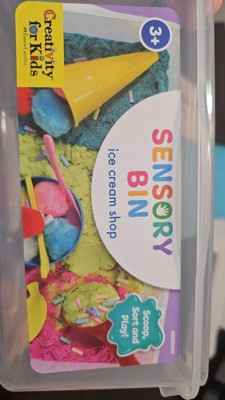 Creativity
for Kids
3+
SENSORY
BIN
ice cream shop
Scoop,
Sort and
Play!